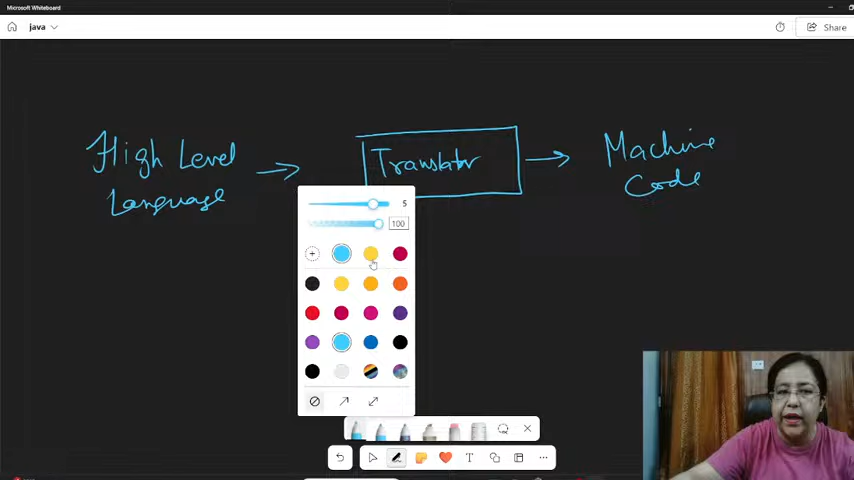 Microsoft Whiteboard
java
Share
High Level
Language
Translator
Machine
Code
5
100
T